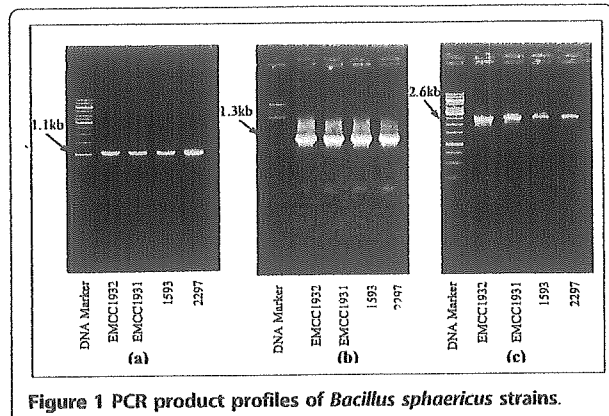 1.1kb
1.3kb
2.6kb
DNA Marker
EMCC1932
EMCC1931
1593
2297
(a)
DNA Marker
EMCC1932
EMCC1931
1593
2297
(b)
DNA Marker
EMCC1932
EMCC1931
1593
2297
(c)
Figure 1 PCR product profiles of Bacillus sphaericus strains.